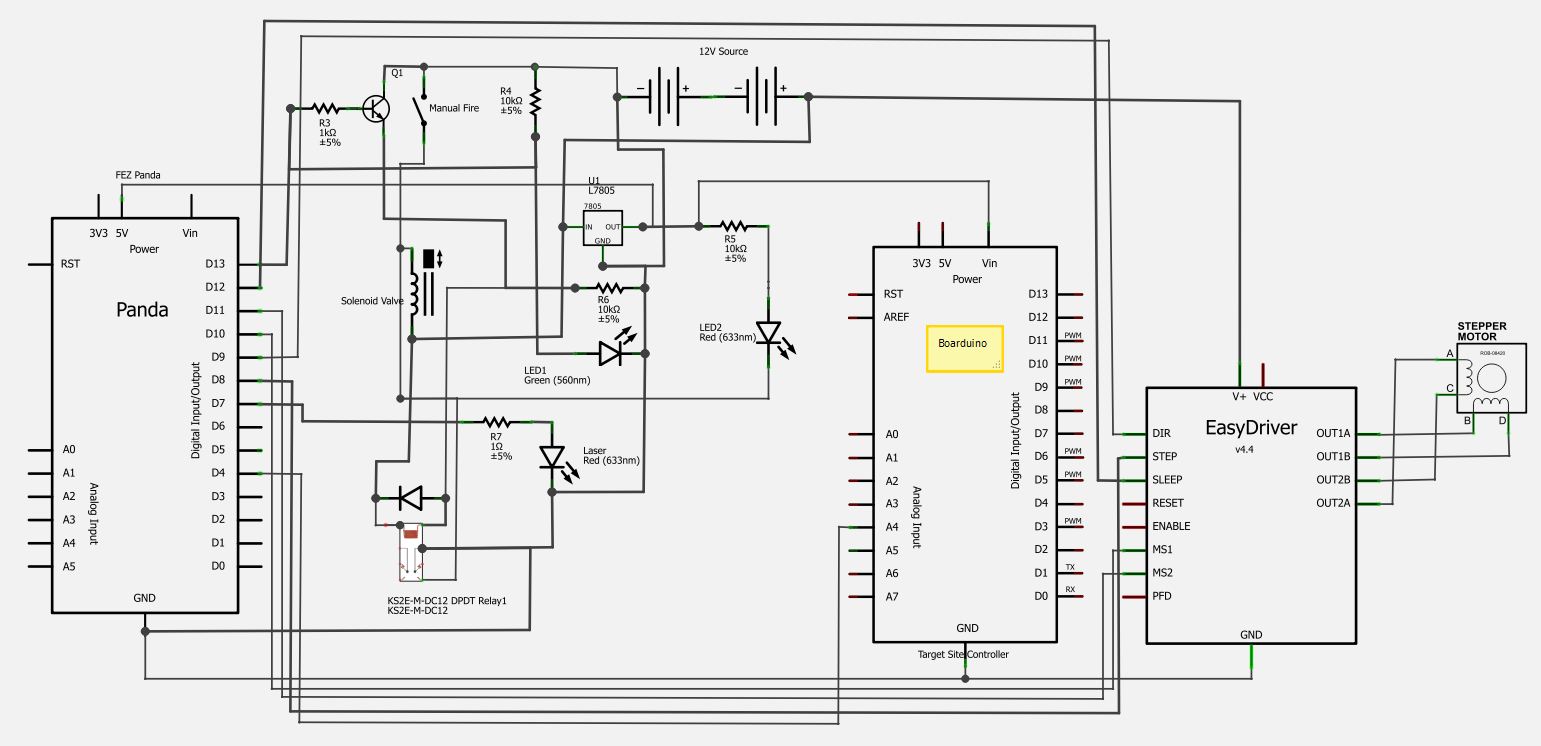 12V Source
Q1
−
+
−
+
R4
10kΩ
±5%
Manual Fire
R3
1kΩ
±5%
FEZ Panda
3V3
5V
Vin
Power
RST
Panda
D13
D12
D11
D10
D9
D8
D7
D6
D5
D4
D3
D2
D1
D0
Digital Input/Output
A0
A1
A2
A3
A4
A5
Analog Input
GND
U1
L7805
7805
IN
OUT
GND
R5
10kΩ
±5%
Solenoid Valve
R6
10kΩ
±5%
LED1
Green (560nm)
LED2
Red (633nm)
R7
1Ω
±5%
Laser
Red (633nm)
KS2E-M-DC12 DPDT Relay1
KS2E-M-DC12
3V3
5V
Vin
Power
RST
AREF
Boarduino
A0
A1
A2
A3
A4
A5
A6
A7
Analog Input
D13
D12
D11
PWM
D10
PWM
D9
PWM
D8
D7
D6
PWM
D5
PWM
D4
D3
PWM
D2
D1
TX
D0
RX
Digital Input/Output
GND
Target Site Controller
V+
VCC
EasyDriver
v4.4
DIR
STEP
SLEEP
RESET
ENABLE
MS1
MS2
PFD
OUT1A
OUT1B
OUT2B
OUT2A
GND
STEPPER
MOTOR
ROB-08420
A
C
B
D